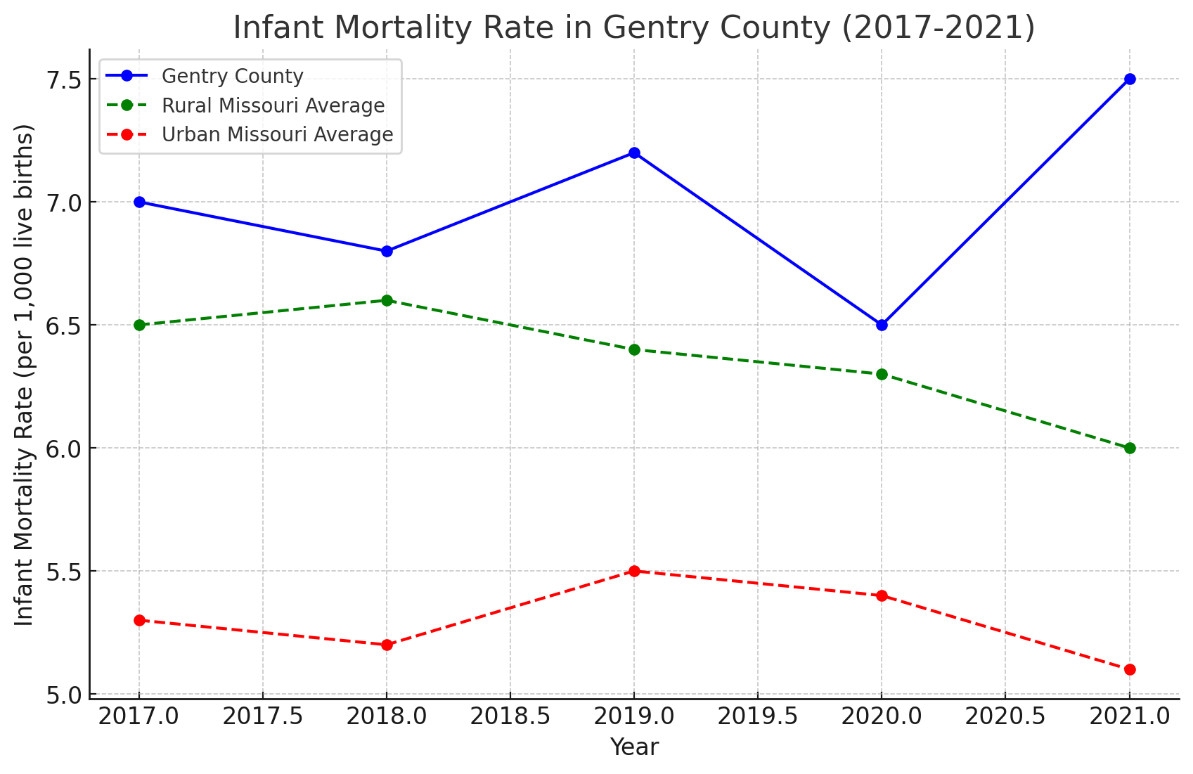 Infant Mortality Rate in Gentry County (2017-2021)
Gentry County
Rural Missouri Average
Urban Missouri Average
Infant Mortality Rate (per 1,000 live births)
7.5
7.0
6.5
6.0
5.5
5.0
2017.0 2017.5 2018.0 2018.5 2019.0 2019.5 2020.0 2020.5 2021.0
Year